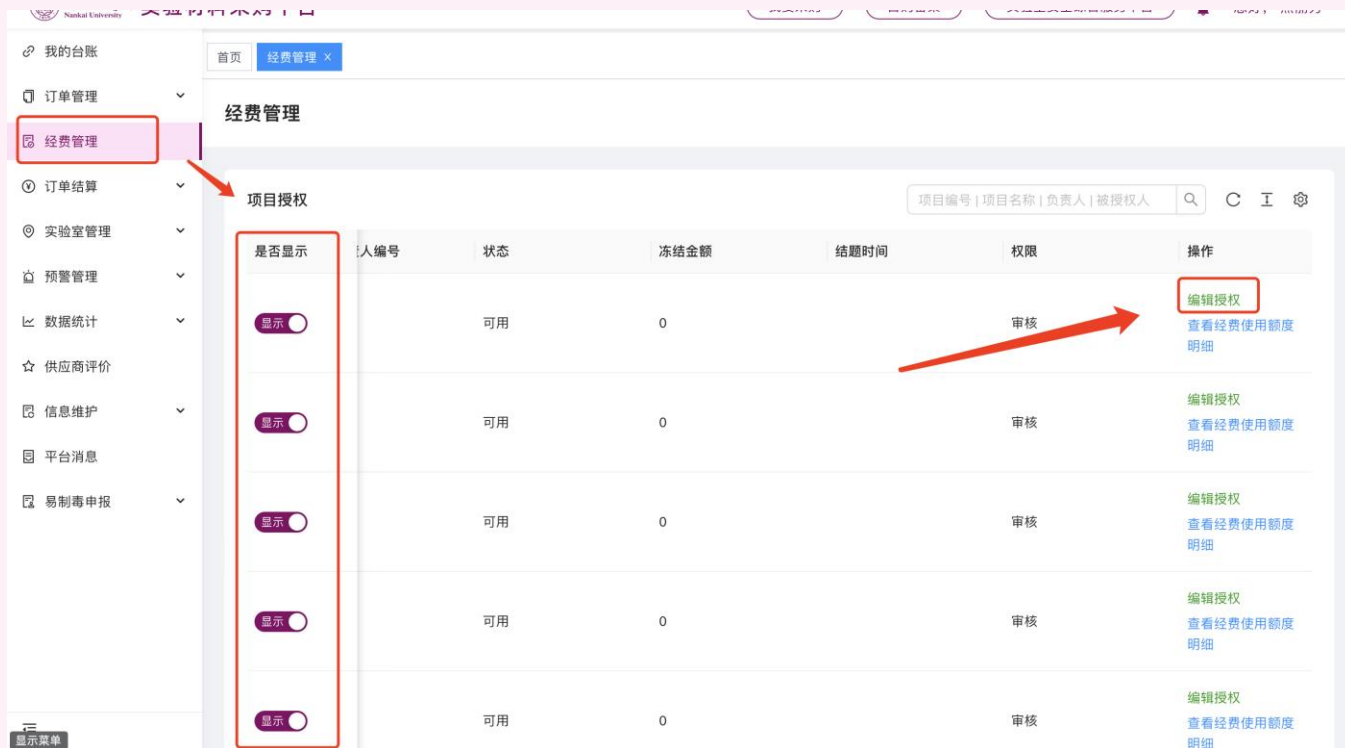 Nankai University
实验材料采购平台
我的台账
首页
经费管理 ×
订单管理
经费管理
经费管理
订单结算
项目授权
项目编号 | 项目名称 | 负责人 | 被授权人
实验室管理
是否显示
人编号
状态
冻结金额
结题时间
权限
操作
预警管理
编辑授权
数据统计
显示
可用
0
审核
查看经费使用额度
明细
供应商评价
编辑授权
信息维护
显示
可用
0
审核
查看经费使用额度
明细
平台消息
易制毒申报
编辑授权
显示
可用
0
审核
查看经费使用额度
明细
编辑授权
显示
可用
0
审核
查看经费使用额度
明细
编辑授权
显示
可用
0
审核
查看经费使用额度
明细
显示菜单